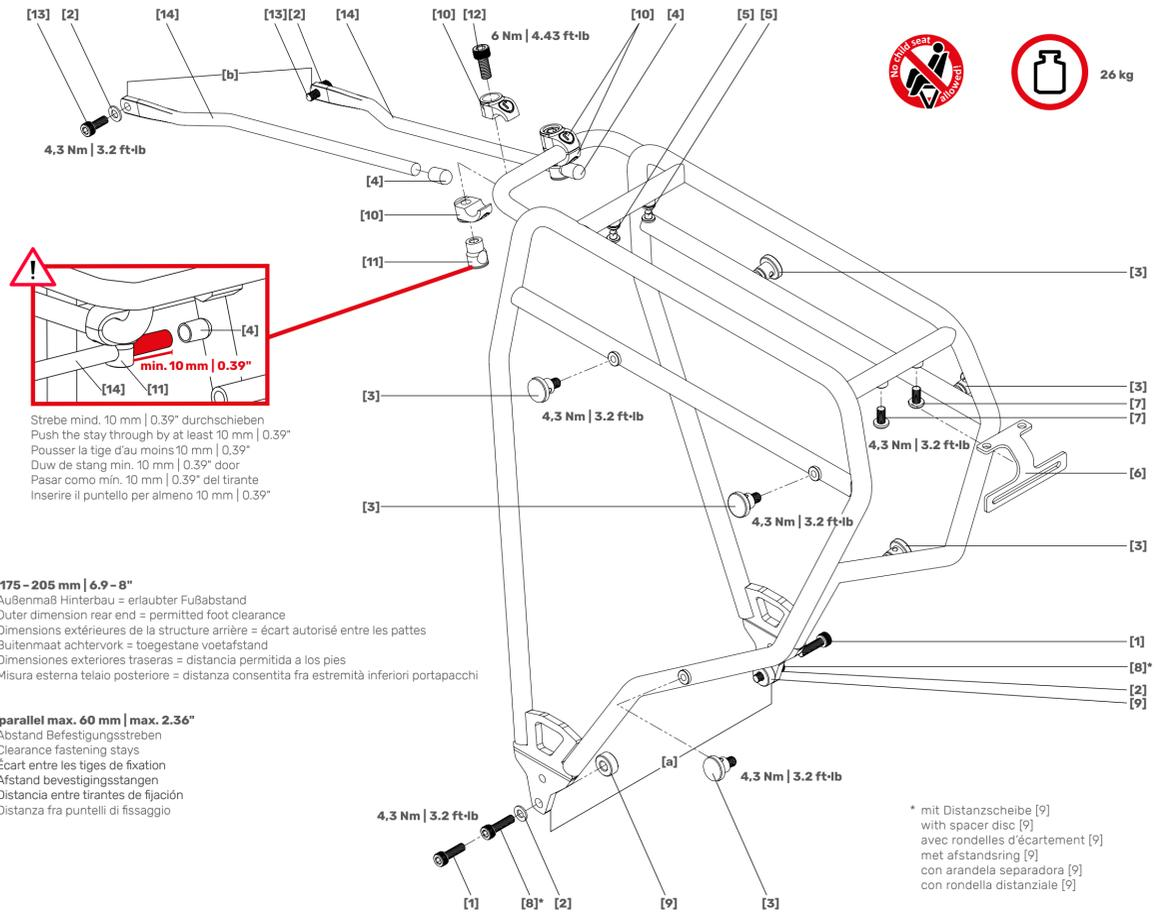 [13] [2] [14] [13][2] [14] [10] [12] [10] [4] [5] [5]
6 Nm | 4.43 ft·lb
No child seat
allowed!
26 kg
[b]
4,3 Nm | 3.2 ft·lb
[4]
[10]
[11]
[3]
!
[4]
min. 10 mm | 0.39"
[14] [11]
Strebe mind. 10 mm | 0.39" durchschieben
Push the stay through by at least 10 mm | 0.39"
Pousser la tige d'au moins 10 mm | 0,39"
Duw de stang min. 10 mm | 0.39" door
Pasar como mín. 10 mm | 0.39" del tirante
Inserire il puntello per almeno 10 mm | 0.39"
[3]
4,3 Nm | 3.2 ft·lb
[3]
[7]
[7]
4,3 Nm | 3.2 ft·lb
[6]
[3]
4,3 Nm | 3.2 ft·lb
[3]
175 – 205 mm | 6.9 – 8"
Außenmaß Hinterbau = erlaubter Fußabstand
Outer dimension rear end = permitted foot clearance
Dimensions extérieures de la structure arrière = écart autorisé entre les pattes
Buitenmaat achtervork = toegestane voetafstand
Dimensiones exteriores traseras = distancia permitida a los pies
Misura esterna telaio posteriore = distanza consentita fra estremità inferiori portapacchi
[1]
[8]*
[2]
[9]
parallel max. 60 mm | max. 2.36"
Abstand Befestigungsstreben
Clearance fastening stays
Écart entre les tiges de fixation
Afstand bevestigingsstangen
Distancia entre tirantes de fijación
Distanza fra puntelli di fissaggio
[a]
4,3 Nm | 3.2 ft·lb
4,3 Nm | 3.2 ft·lb
* mit Distanzscheibe [9]
with spacer disc [9]
avec rondelles d'écartement [9]
met afstandsring [9]
con arandela separadora [9]
con rondella distanziale [9]
[1] [8]* [2] [9] [3]